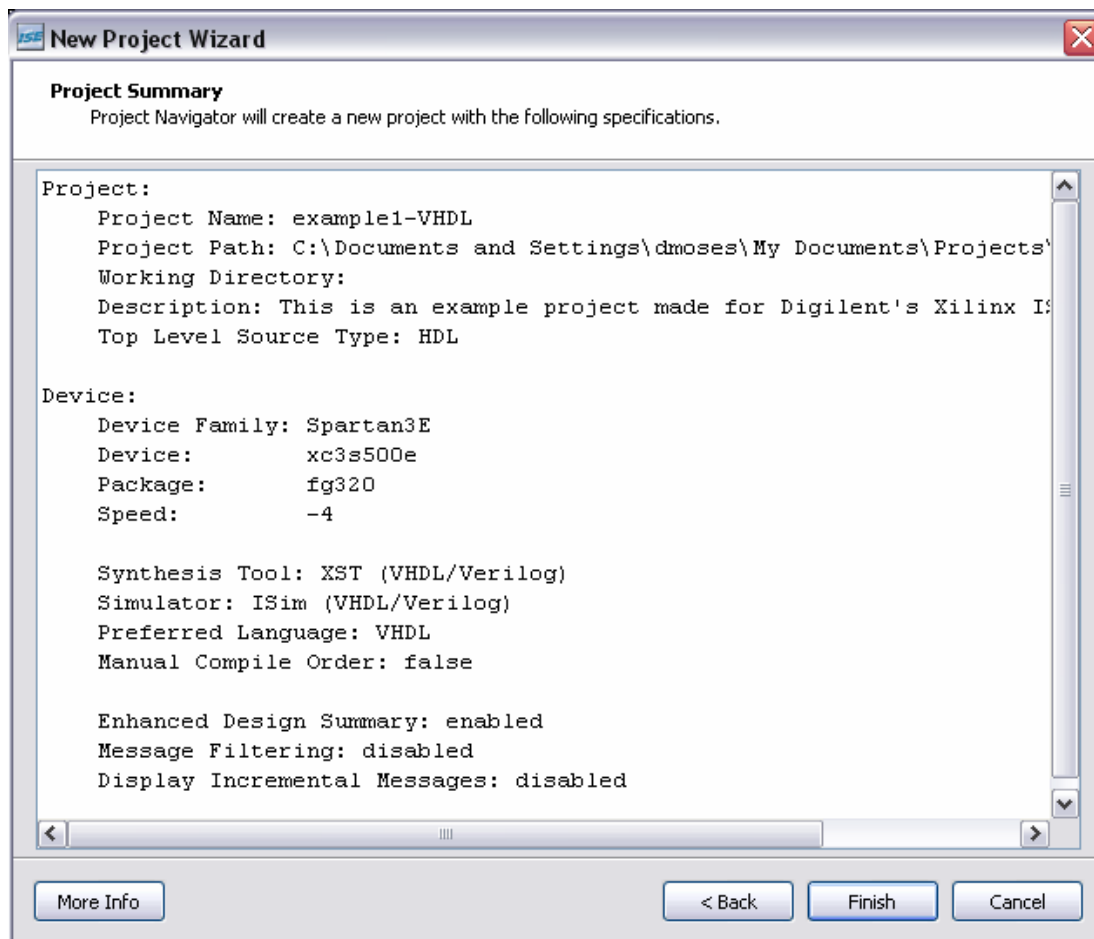 ISE New Project Wizard
Project Summary
Project Navigator will create a new project with the following specifications.
Project:
Project Name: example1-VHDL
Project Path: C:\Documents and Settings\dmoses\My Documents\Projects\
Working Directory:
Description: This is an example project made for Digilent's Xilinx IS
Top Level Source Type: HDL
Device:
Device Family: Spartan3E
Device: xc3s500e
Package: fg320
Speed: -4
Synthesis Tool: XST (VHDL/Verilog)
Simulator: ISim (VHDL/Verilog)
Preferred Language: VHDL
Manual Compile Order: false
Enhanced Design Summary: enabled
Message Filtering: disabled
Display Incremental Messages: disabled
More Info
< Back
Finish
Cancel